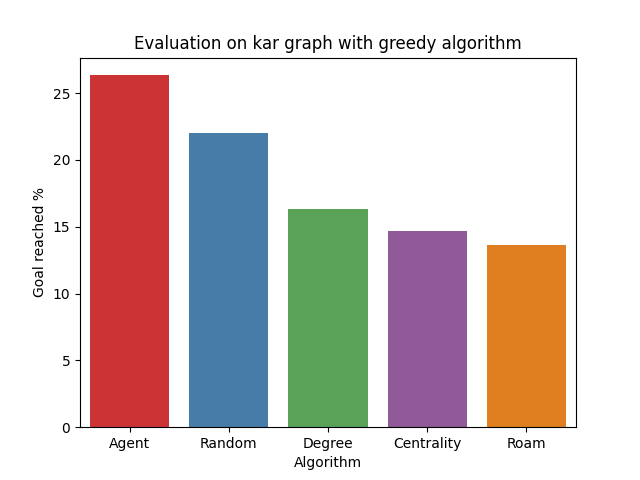 Evaluation on kar graph with greedy algorithm
Goal reached %
25
20
15
10
5
0
Agent Random Degree Centrality Roam
Algorithm